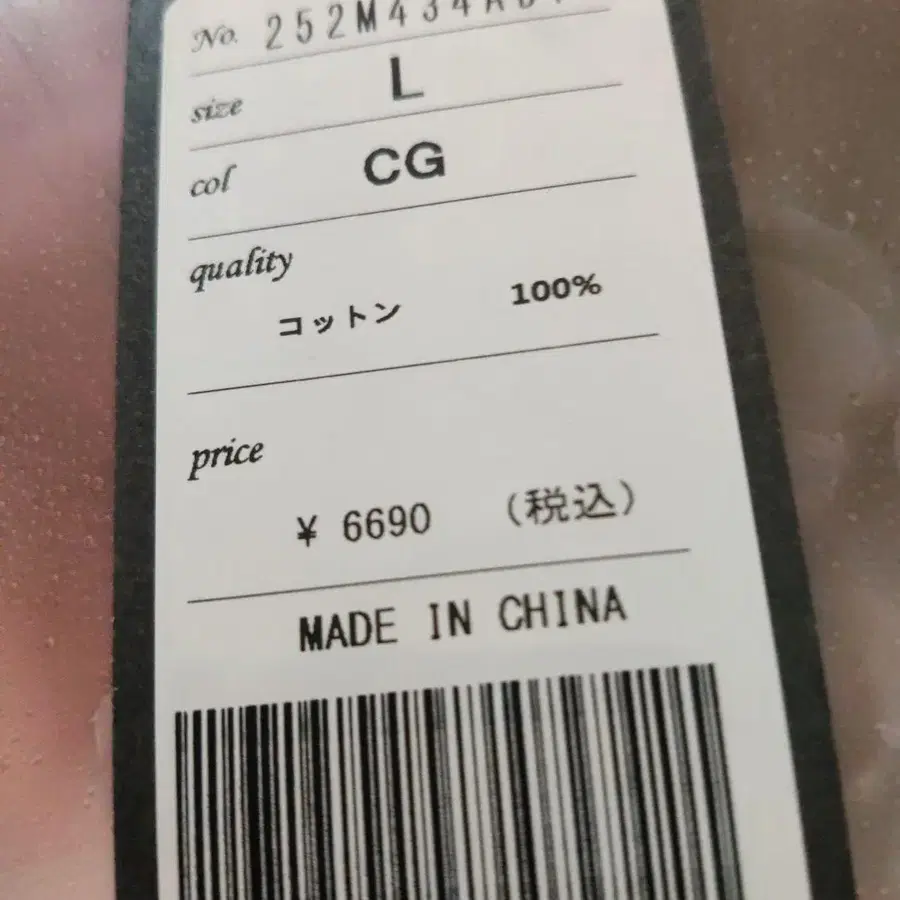 No. 252M434
size L
col CG
quality
コットン 100%
price
¥ 6690 (税込)
MADE IN CHINA